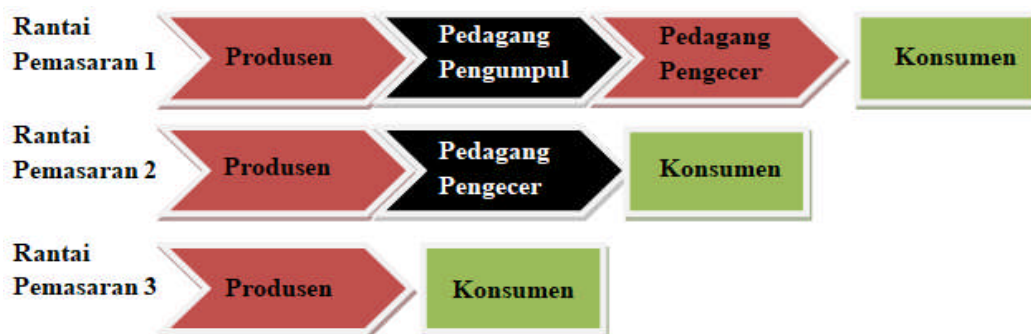 Rantai
Pemasaran 1
Produsen
Pedagang
Pengumpul
Pedagang
Pengecer
Konsumen
Rantai
Pemasaran 2
Produsen
Pedagang
Pengecer
Konsumen
Rantai
Pemasaran 3
Produsen
Konsumen